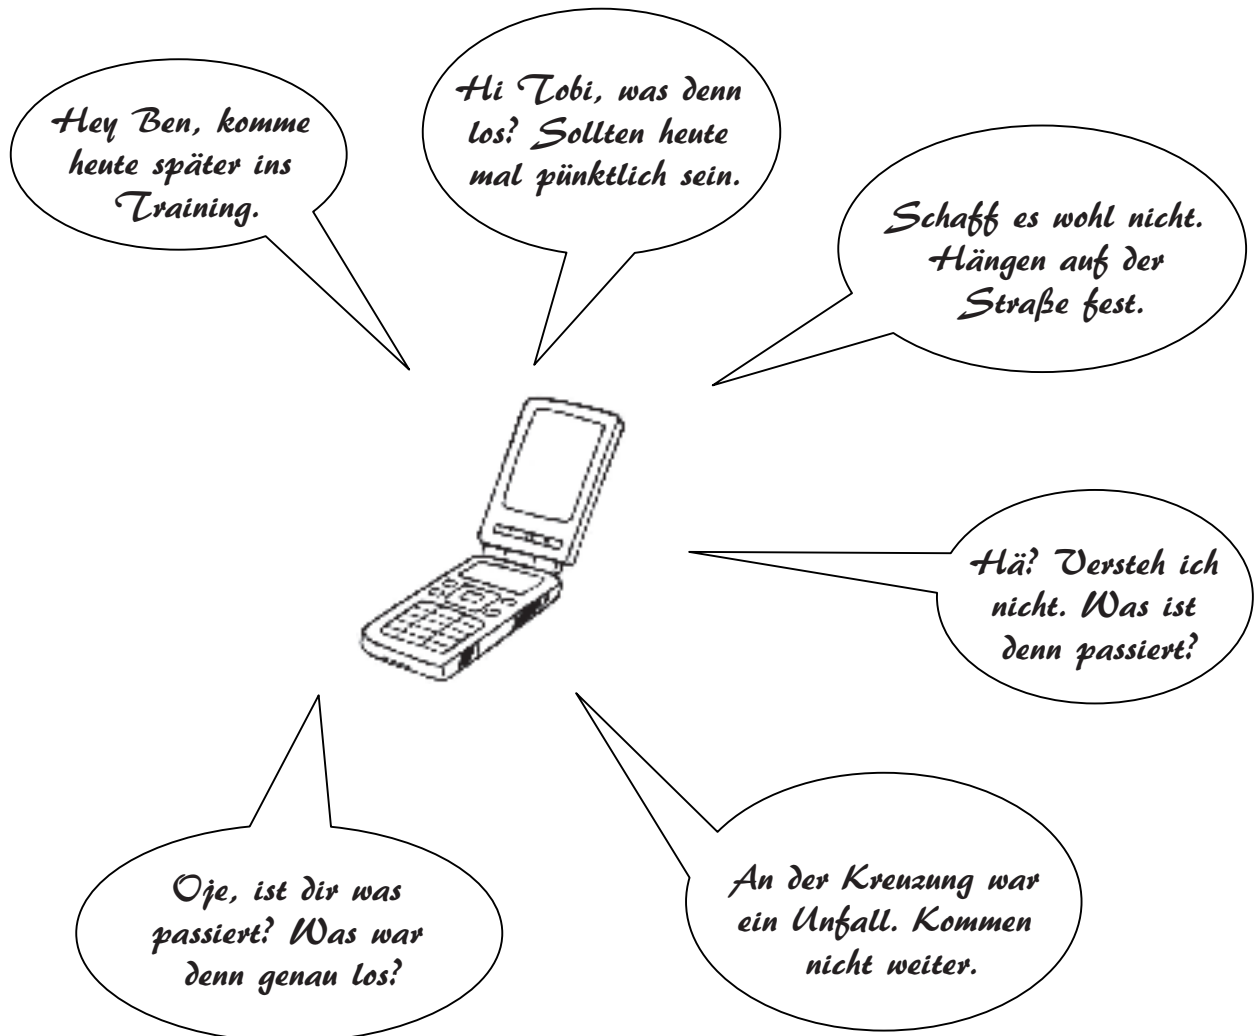 Hey Ben, komme
heute später ins
Training.
Hi Tobi, was denn
los? Sollten heute
mal pünktlich sein.
Schaff es wohl nicht.
Hängen auf der
Straße fest.
Hä? Versteh ich
nicht. Was ist
denn passiert?
An der Kreuzung war
ein Unfall. Kommen
nicht weiter.
Oje, ist dir was
passiert? Was war
denn genau los?